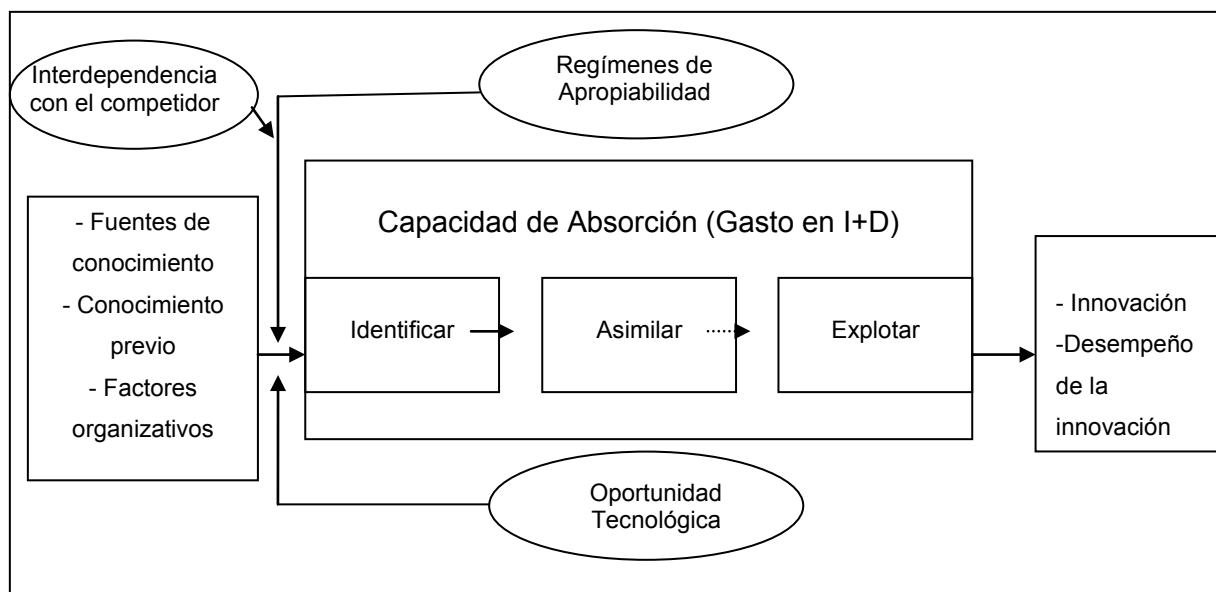 Interdependencia
con el competidor
Regímenes de
Apropiabilidad
- Fuentes de
conocimiento
- Conocimiento
previo
- Factores
organizativos
Capacidad de Absorción (Gasto en I+D)
Identificar
Asimilar
Explotar
- Innovación
-Desempeño
de la
innovación
Oportunidad
Tecnológica